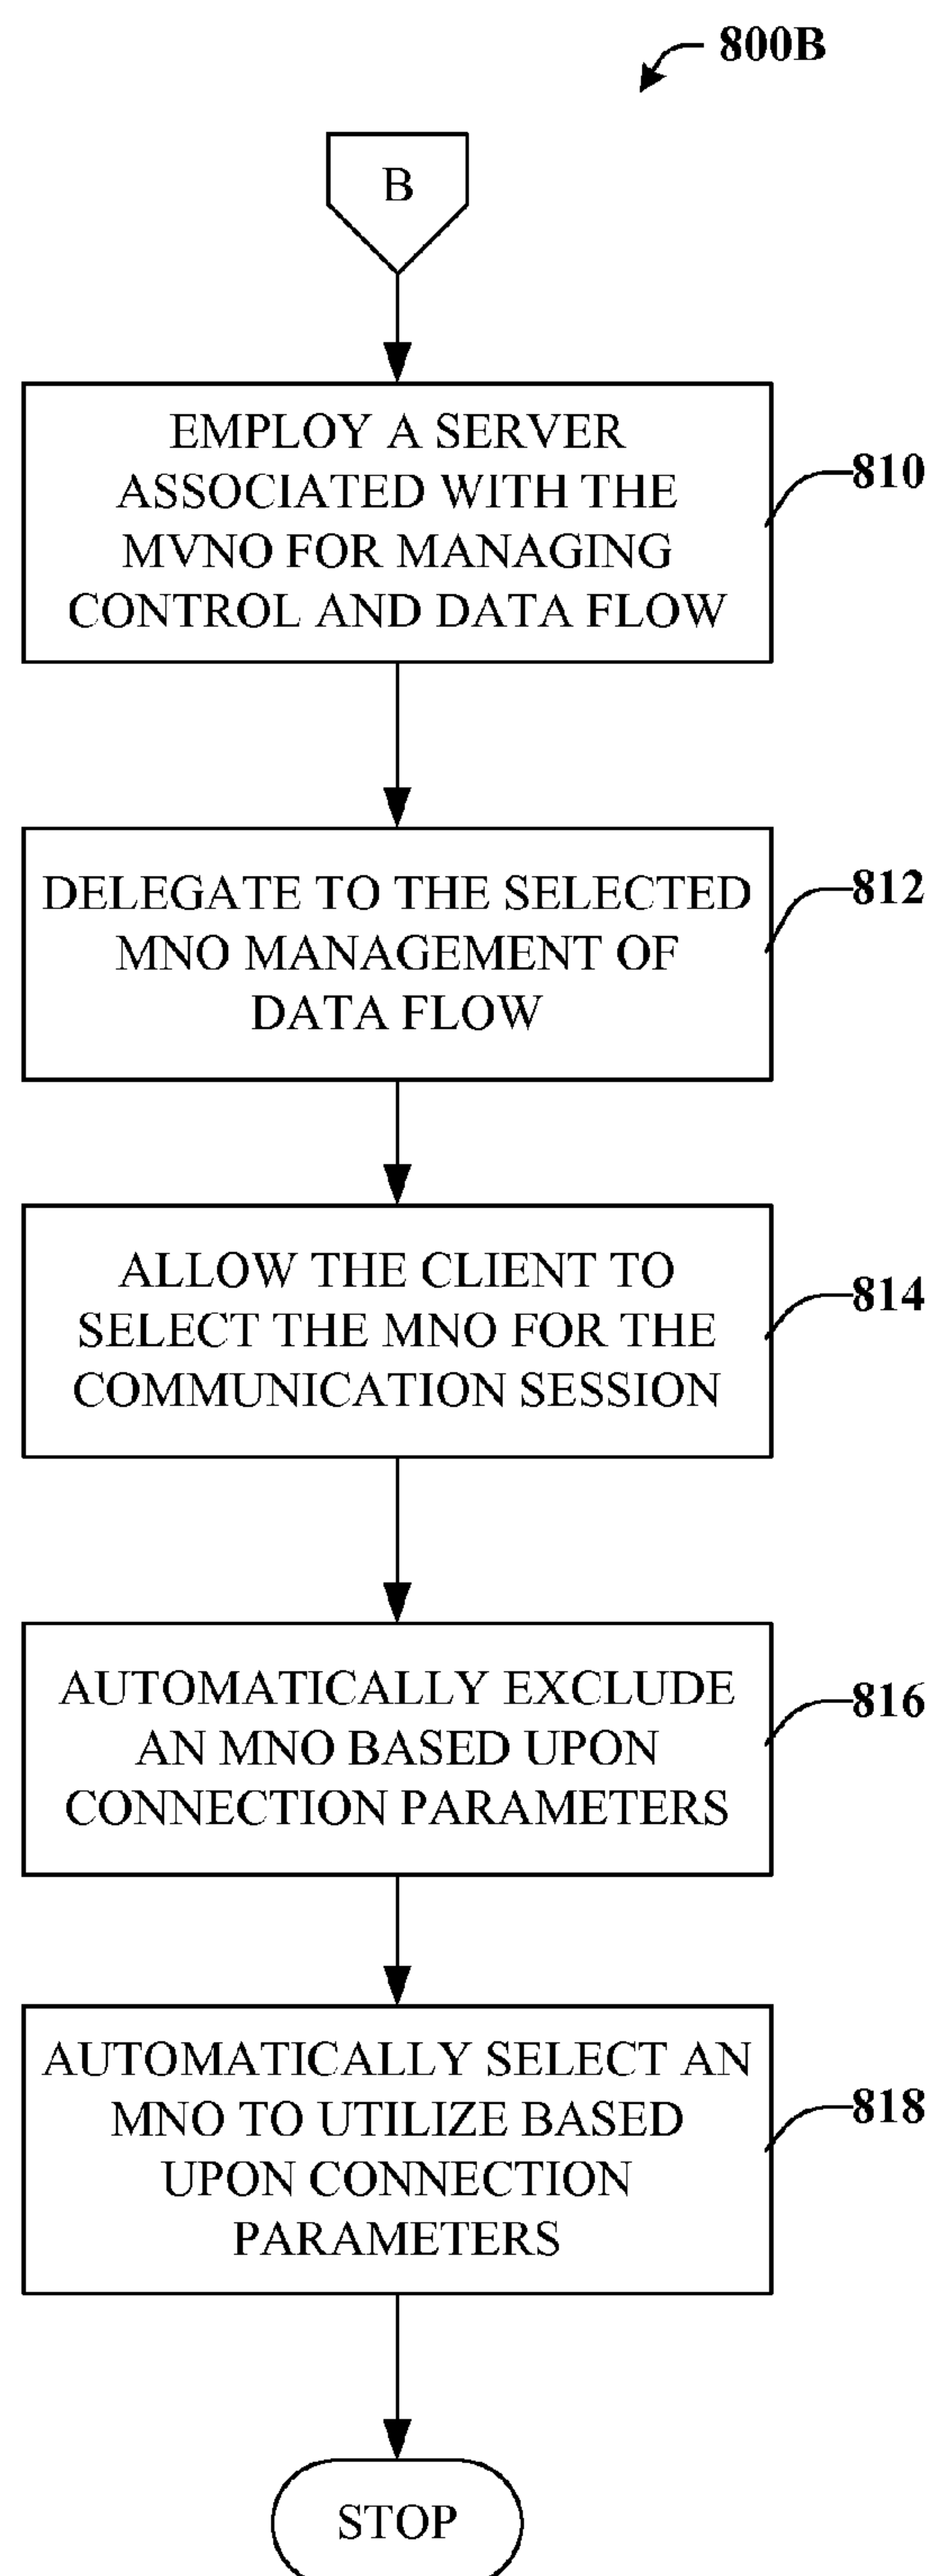 800B
B
EMPLOY A SERVER
ASSOCIATED WITH THE
MVNO FOR MANAGING
CONTROL AND DATA FLOW
810
DELEGATE TO THE SELECTED
MNO MANAGEMENT OF
DATA FLOW
812
ALLOW THE CLIENT TO
SELECT THE MNO FOR THE
COMMUNICATION SESSION
814
AUTOMATICALLY EXCLUDE
AN MNO BASED UPON
CONNECTION PARAMETERS
816
AUTOMATICALLY SELECT AN
MNO TO UTILIZE BASED
UPON CONNECTION
PARAMETERS
818
STOP